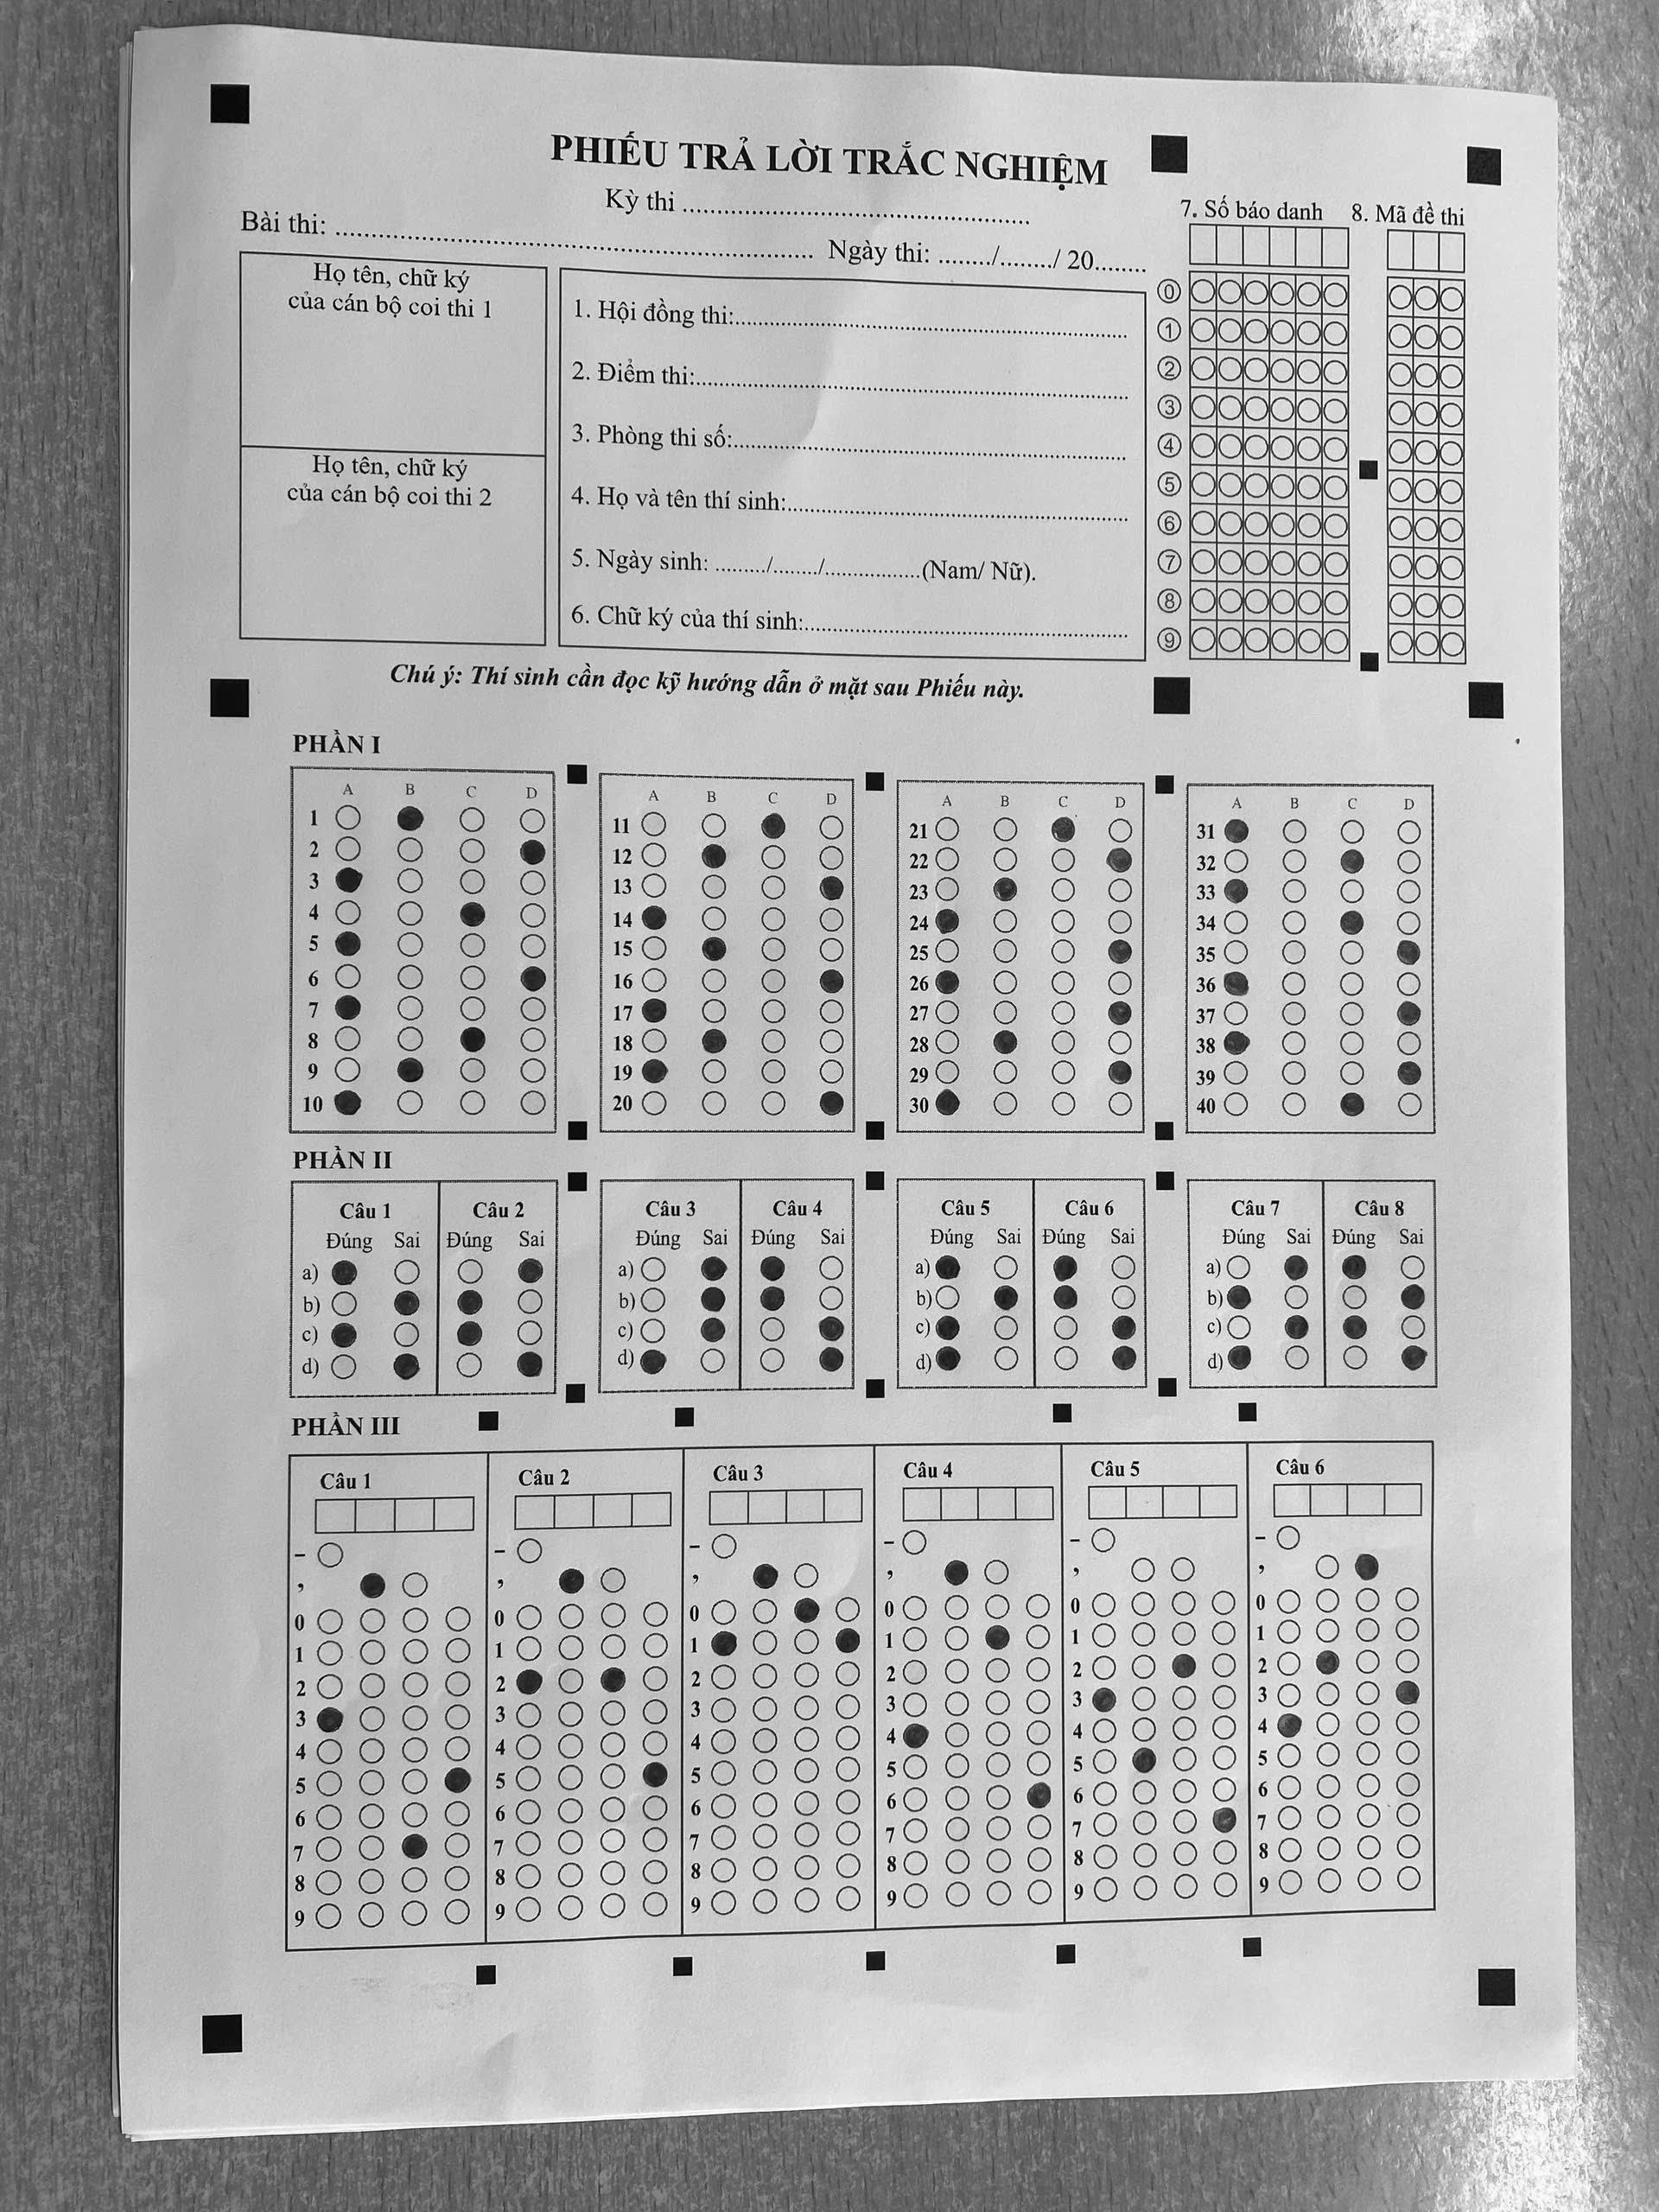 PHIẾU TRẢ LỜI TRẮC NGHIỆM
Kỳ thi ................................................
Bài thi: .................................................................. Ngày thi: ......../......../ 20........
7. Số báo danh 8. Mã đề thi
Họ tên, chữ ký
của cán bộ coi thi 1
Họ tên, chữ ký
của cán bộ coi thi 2
1. Hội đồng thi:......................................................
2. Điểm thi:............................................................
3. Phòng thi số:......................................................
4. Họ và tên thí sinh:...............................................
5. Ngày sinh: ........./......../.................(Nam/ Nữ).
6. Chữ ký của thí sinh:.............................................
0
1
2
3
4
5
6
7
8
9
Chú ý: Thí sinh cần đọc kỹ hướng dẫn ở mặt sau Phiếu này.
PHẦN I
A B C D
1
2
3
4
5
6
7
8
9
10
A B C D
11
12
13
14
15
16
17
18
19
20
A B C D
21
22
23
24
25
26
27
28
29
30
A B C D
31
32
33
34
35
36
37
38
39
40
PHẦN II
Câu 1 Câu 2
Đúng Sai Đúng Sai
a)
b)
c)
d)
Câu 3 Câu 4
Đúng Sai Đúng Sai
a)
b)
c)
d)
Câu 5 Câu 6
Đúng Sai Đúng Sai
a)
b)
c)
d)
Câu 7 Câu 8
Đúng Sai Đúng Sai
a)
b)
c)
d)
PHẦN III
Câu 1
-
,
0
1
2
3
4
5
6
7
8
9
Câu 2
-
,
0
1
2
3
4
5
6
7
8
9
Câu 3
-
,
0
1
2
3
4
5
6
7
8
9
Câu 4
-
,
0
1
2
3
4
5
6
7
8
9
Câu 5
-
,
0
1
2
3
4
5
6
7
8
9
Câu 6
-
,
0
1
2
3
4
5
6
7
8
9